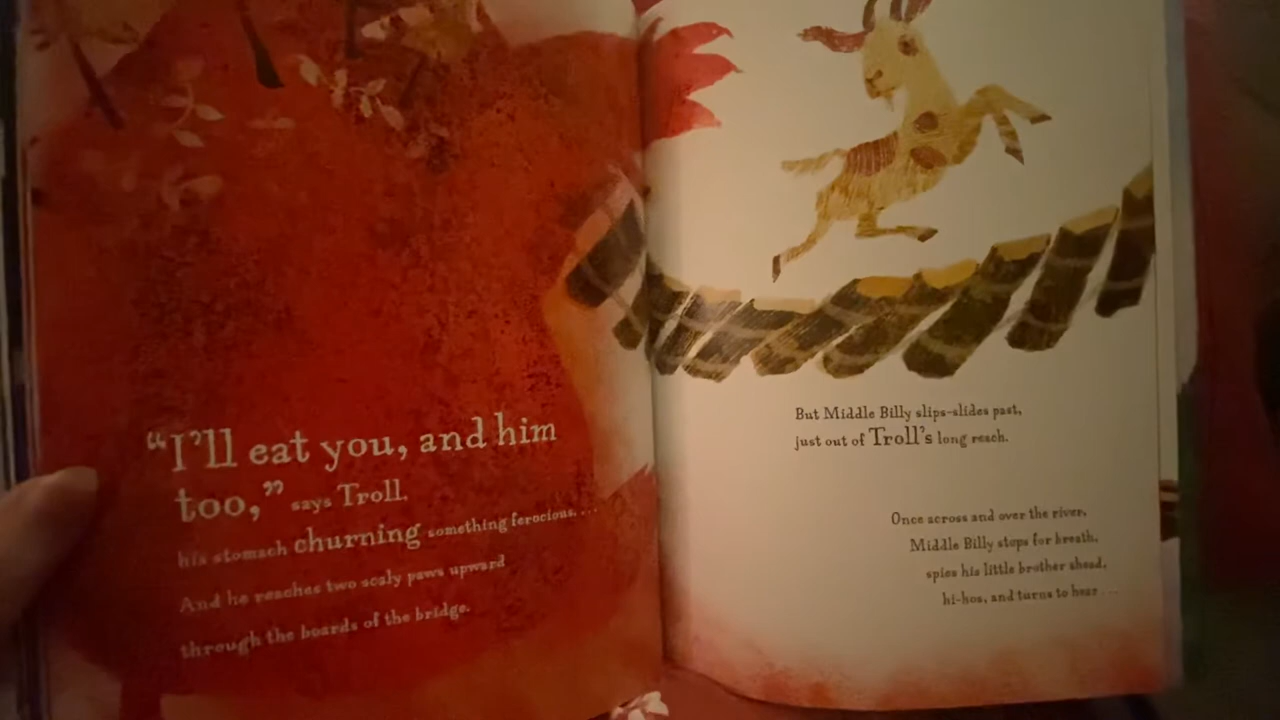 “I’ll eat you, and him
too,” says Troll,
his stomach churning something ferocious. . . .
And he reaches two scaly paws upward
through the boards of the bridge.
But Middle Billy slips-slides past,
just out of Troll’s long reach.
Once across and over the river,
Middle Billy stops for breath,
spies his little brother ahead,
hi-hos, and turns to hear . . .